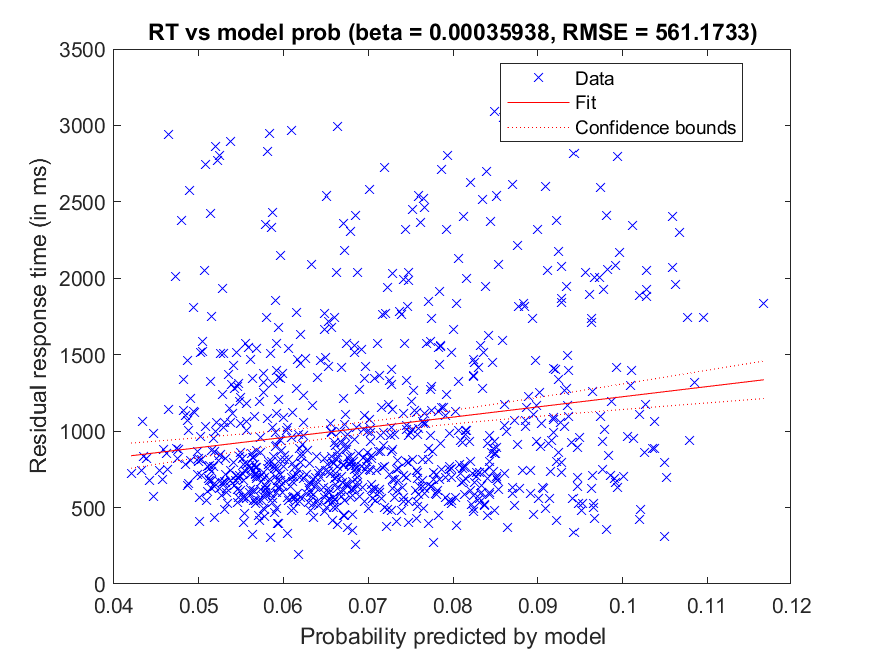 RT vs model prob (beta = 0.00035938, RMSE = 561.1733)
3500
3000
2500
2000
1500
1000
500
0
Residual response time (in ms)
Data
Fit
Confidence bounds
0.04 0.05 0.06 0.07 0.08 0.09 0.1 0.11 0.12
Probability predicted by model